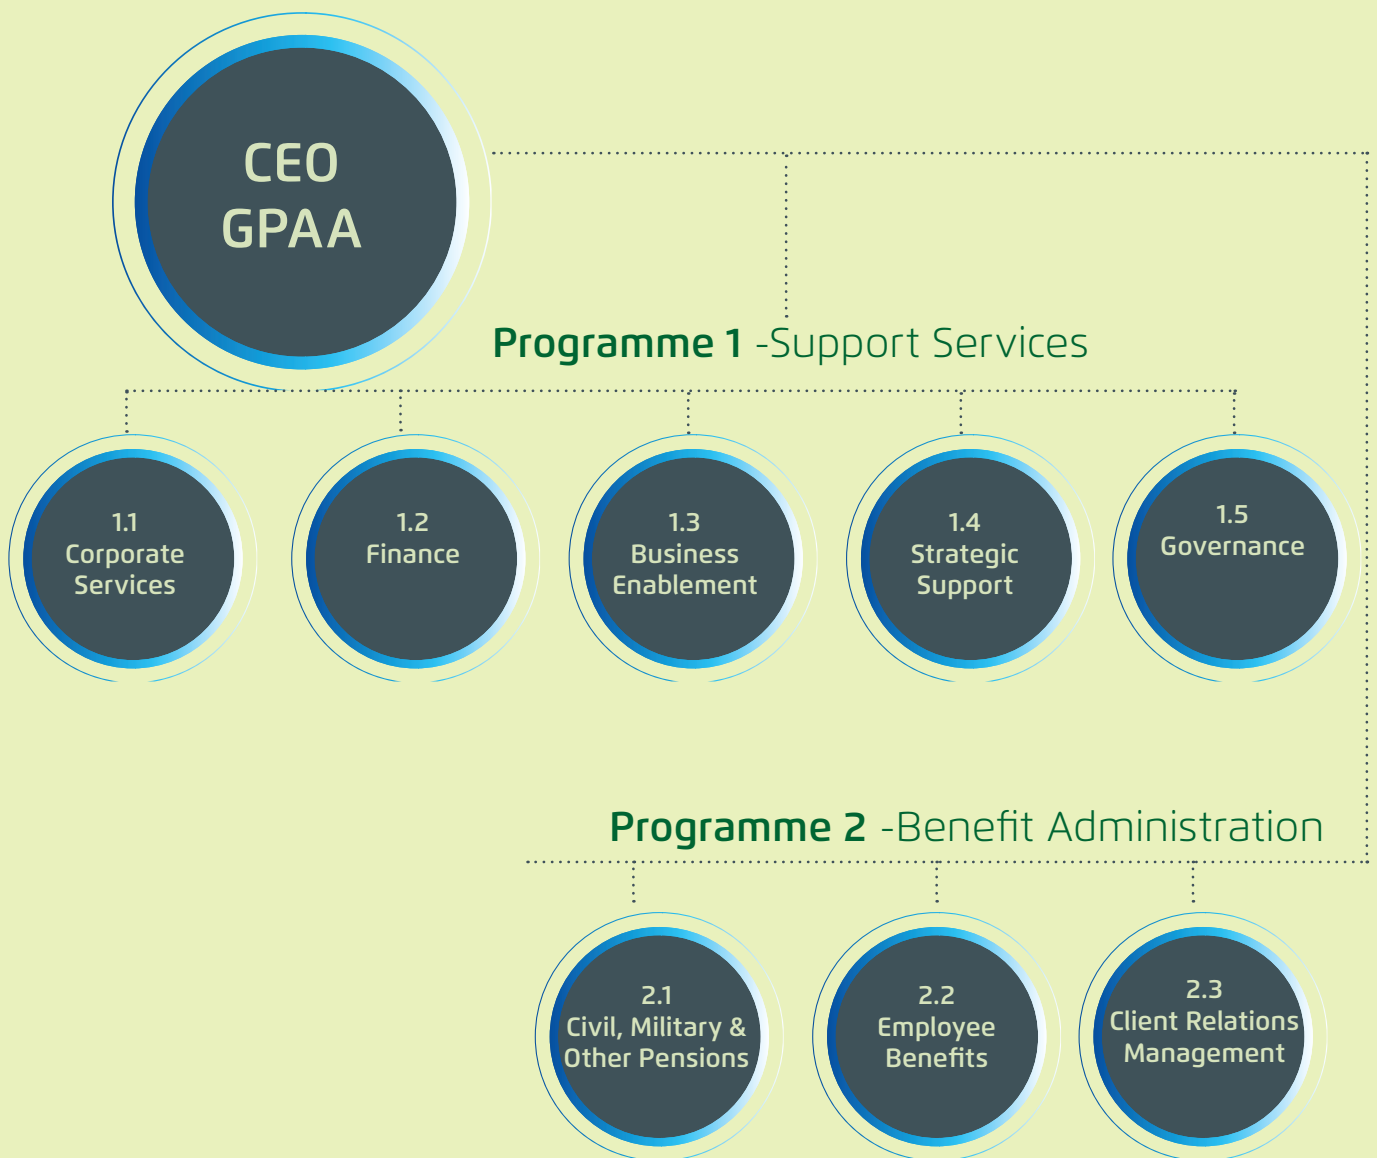 CEO
GPAA
Programme 1 -Support Services
1.1
Corporate
Services
1.2
Finance
1.3
Business
Enablement
1.4
Strategic
Support
1.5
Governance
Programme 2 -Benefit Administration
2.1
Civil, Military &
Other Pensions
2.2
Employee
Benefits
2.3
Client Relations
Management